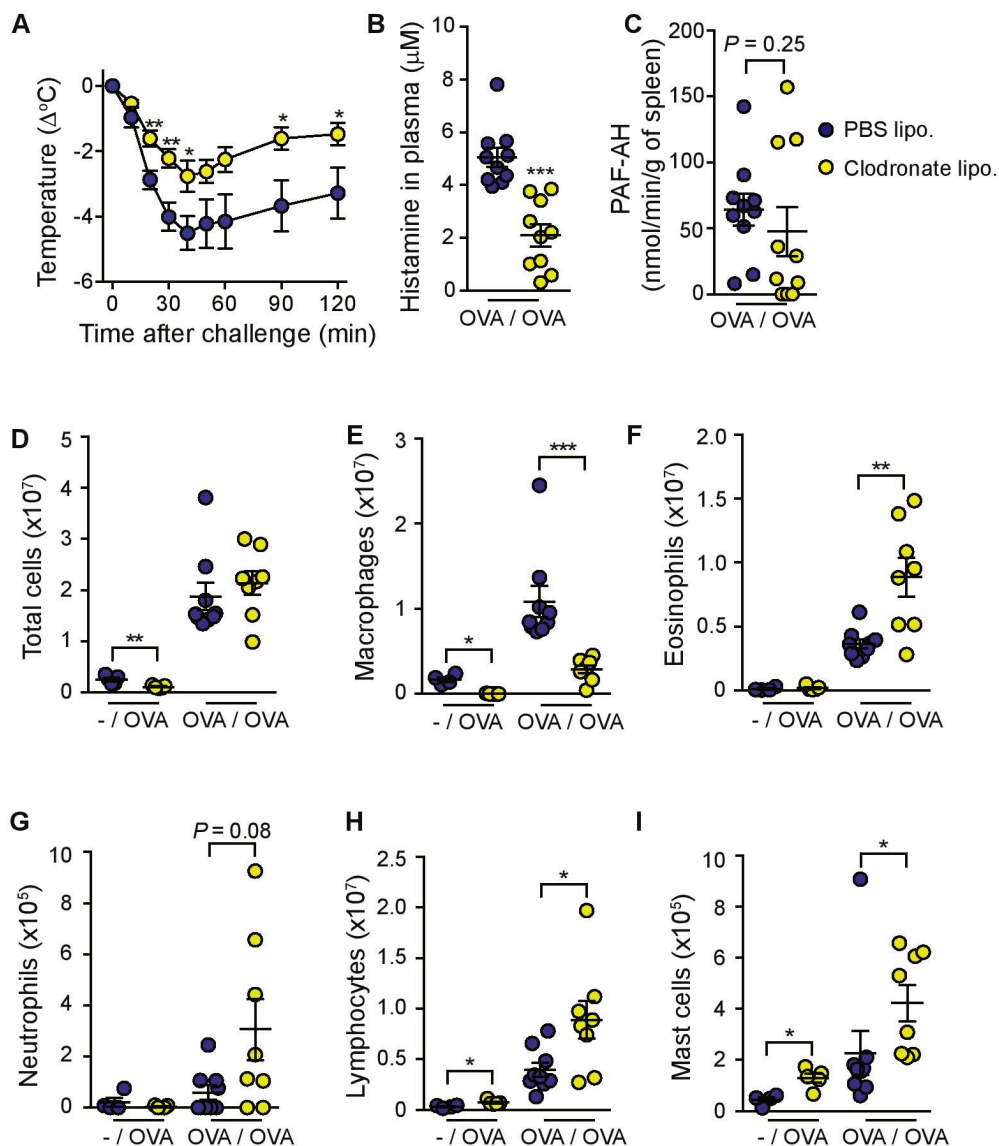 A
Temperature (Δ°C)
0
-2
-4
-6
** ** * * *
0 30 60 90 120
Time after challenge (min)
B
Histamine in plasma (µM)
10
8
6
4
2
0
***
OVA / OVA
C
PAF-AH
(nmol/min/g of spleen)
200
150
100
50
0
P = 0.25
OVA / OVA
PBS lipo.
Clodronate lipo.
D
Total cells (x10⁷)
5
4
3
2
1
0
**
- / OVA OVA / OVA
E
Macrophages (x10⁷)
3
2
1
0
*
***
- / OVA OVA / OVA
F
Eosinophils (x10⁷)
2.0
1.5
1.0
0.5
0
**
- / OVA OVA / OVA
G
Neutrophils (x10⁵)
10
8
6
4
2
0
P = 0.08
- / OVA OVA / OVA
H
Lymphocytes (x10⁷)
2.5
2.0
1.5
1.0
0.5
0
*
*
- / OVA OVA / OVA
I
Mast cells (x10⁵)
10
8
6
4
2
0
*
*
- / OVA OVA / OVA